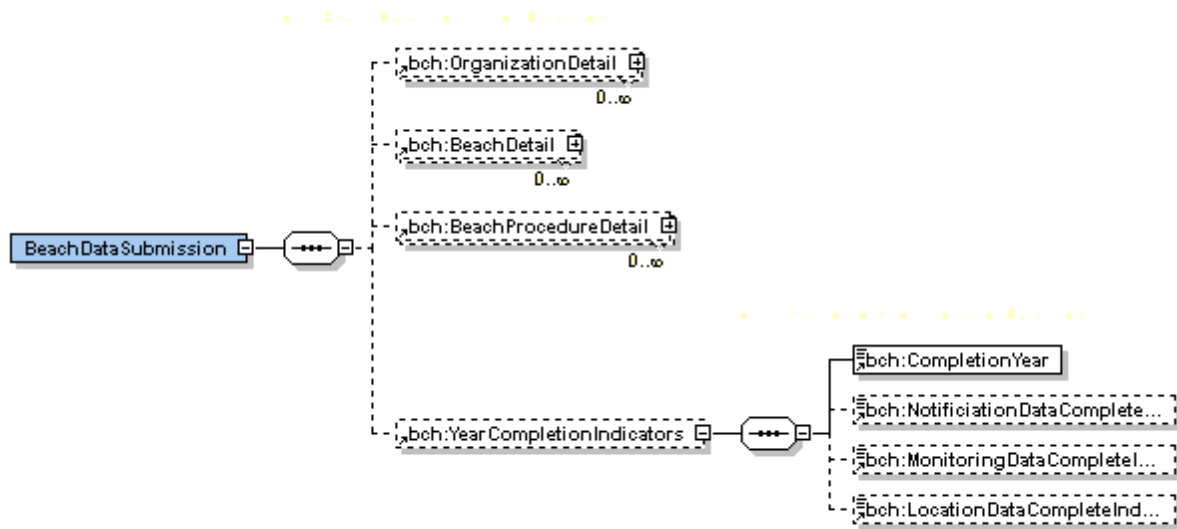 bch:OrganizationDetail
0..∞
bch:BeachDetail
0..∞
bch:BeachProcedureDetail
0..∞
BeachDataSubmission
bch:CompletionYear
bch:NotificiationDataComplete...
bch:YearCompletionIndicators
bch:MonitoringDataCompleteI...
bch:LocationDataCompleteInd...